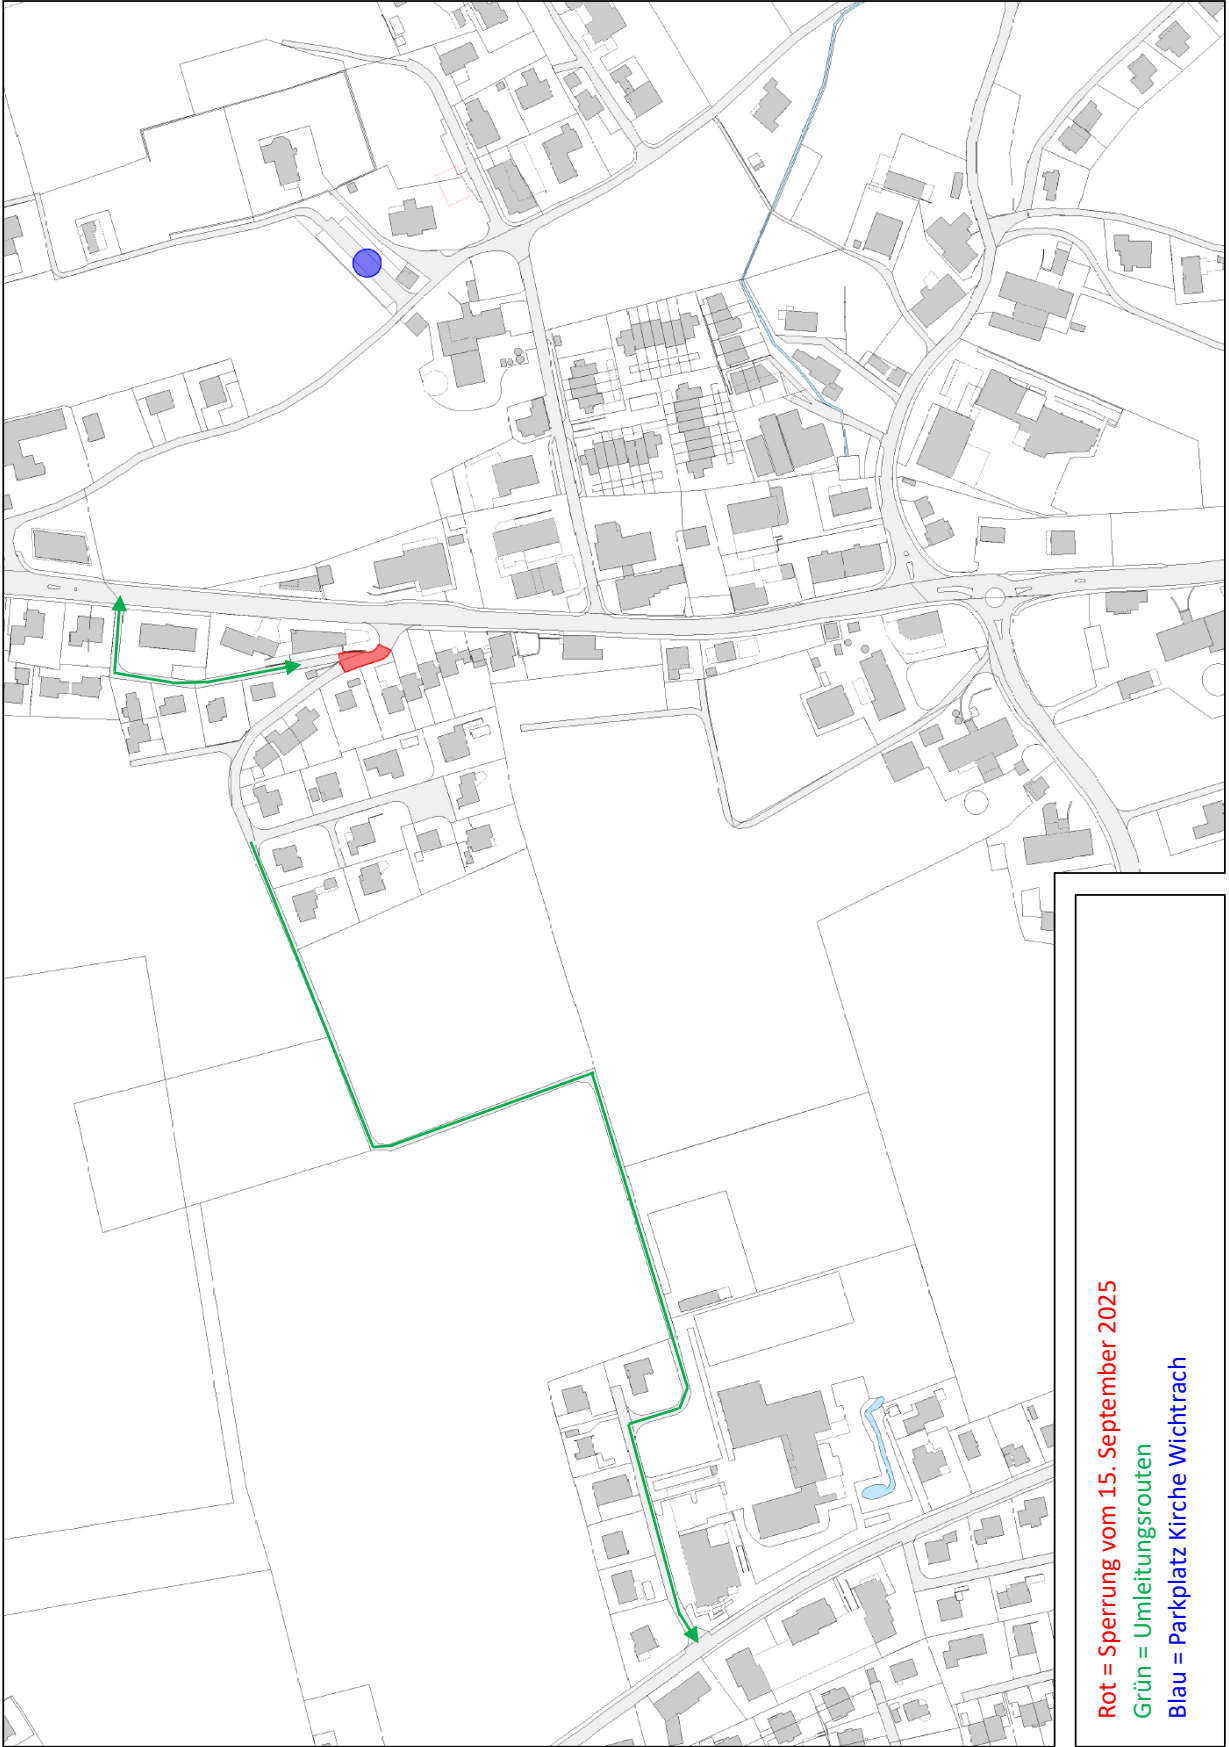 Rot = Sperrung vom 15. September 2025
Grün = Umleitungsrouten
Blau = Parkplatz Kirche Wichtrach